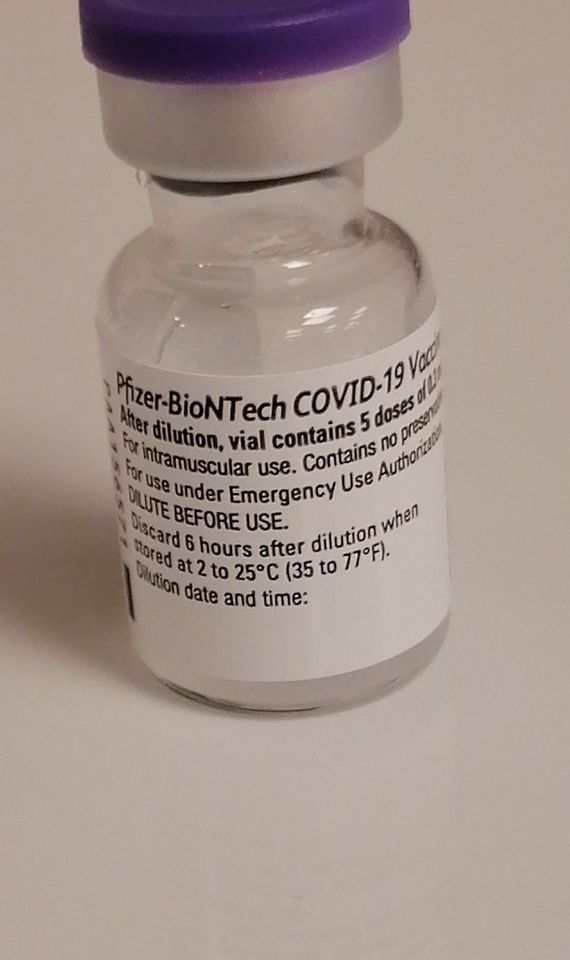 Pfizer-BioNTech COVID-19
After dilution, vial contains 5 doses of
For intramuscular use. Contains no
For use under Emergency Use
DILUTE BEFORE USE.
Discard 6 hours after dilution when
stored at 2 to 25°C (35 to 77°F).
Dilution date and time: